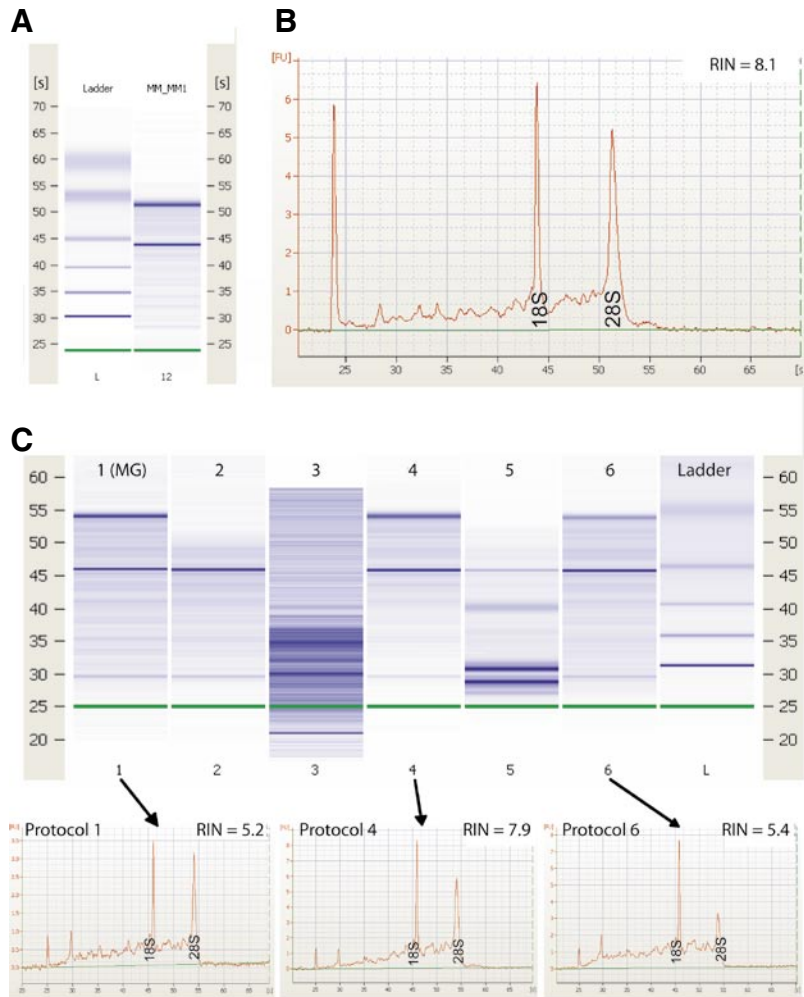 A
[s] Ladder MM_MM1 [s]
70 70
65 65
60 60
55 55
50 50
45 45
40 40
35 35
30 30
25 25
L 12
B
[FU]
RIN = 8.1
6
5
4
3
2
1
0
18S 28S
25 30 35 40 45 50 55 60 65 [s
C
1 (MG) 2 3 4 5 6 Ladder
60 60
55 55
50 50
45 45
40 40
35 35
30 30
25 25
20 20
1 2 3 4 5 6 L
Protocol 1 RIN = 5.2
18S 28S
Protocol 4 RIN = 7.9
18S 28S
Protocol 6 RIN = 5.4
18S 28S